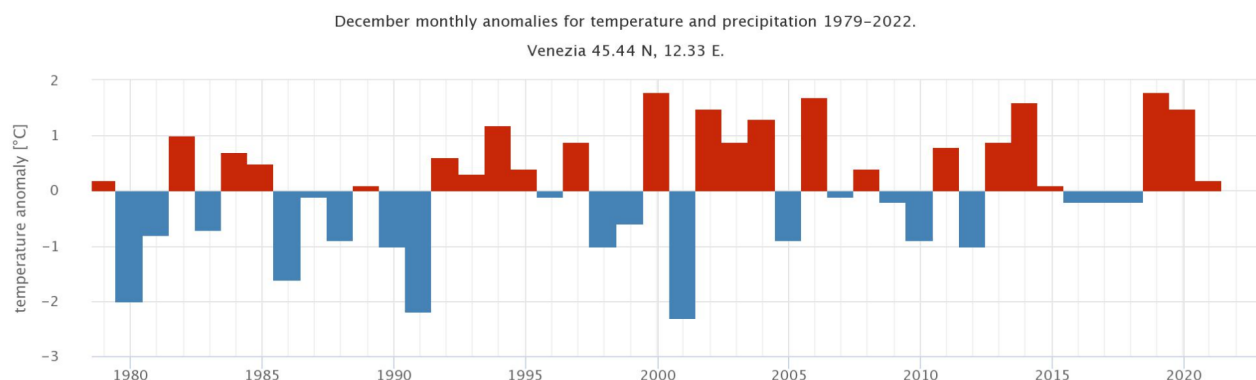 December monthly anomalies for temperature and precipitation 1979–2022.
Venezia 45.44 N, 12.33 E.
temperature anomaly [°C]
2
1
0
−1
−2
−3
1980 1985 1990 1995 2000 2005 2010 2015 2020